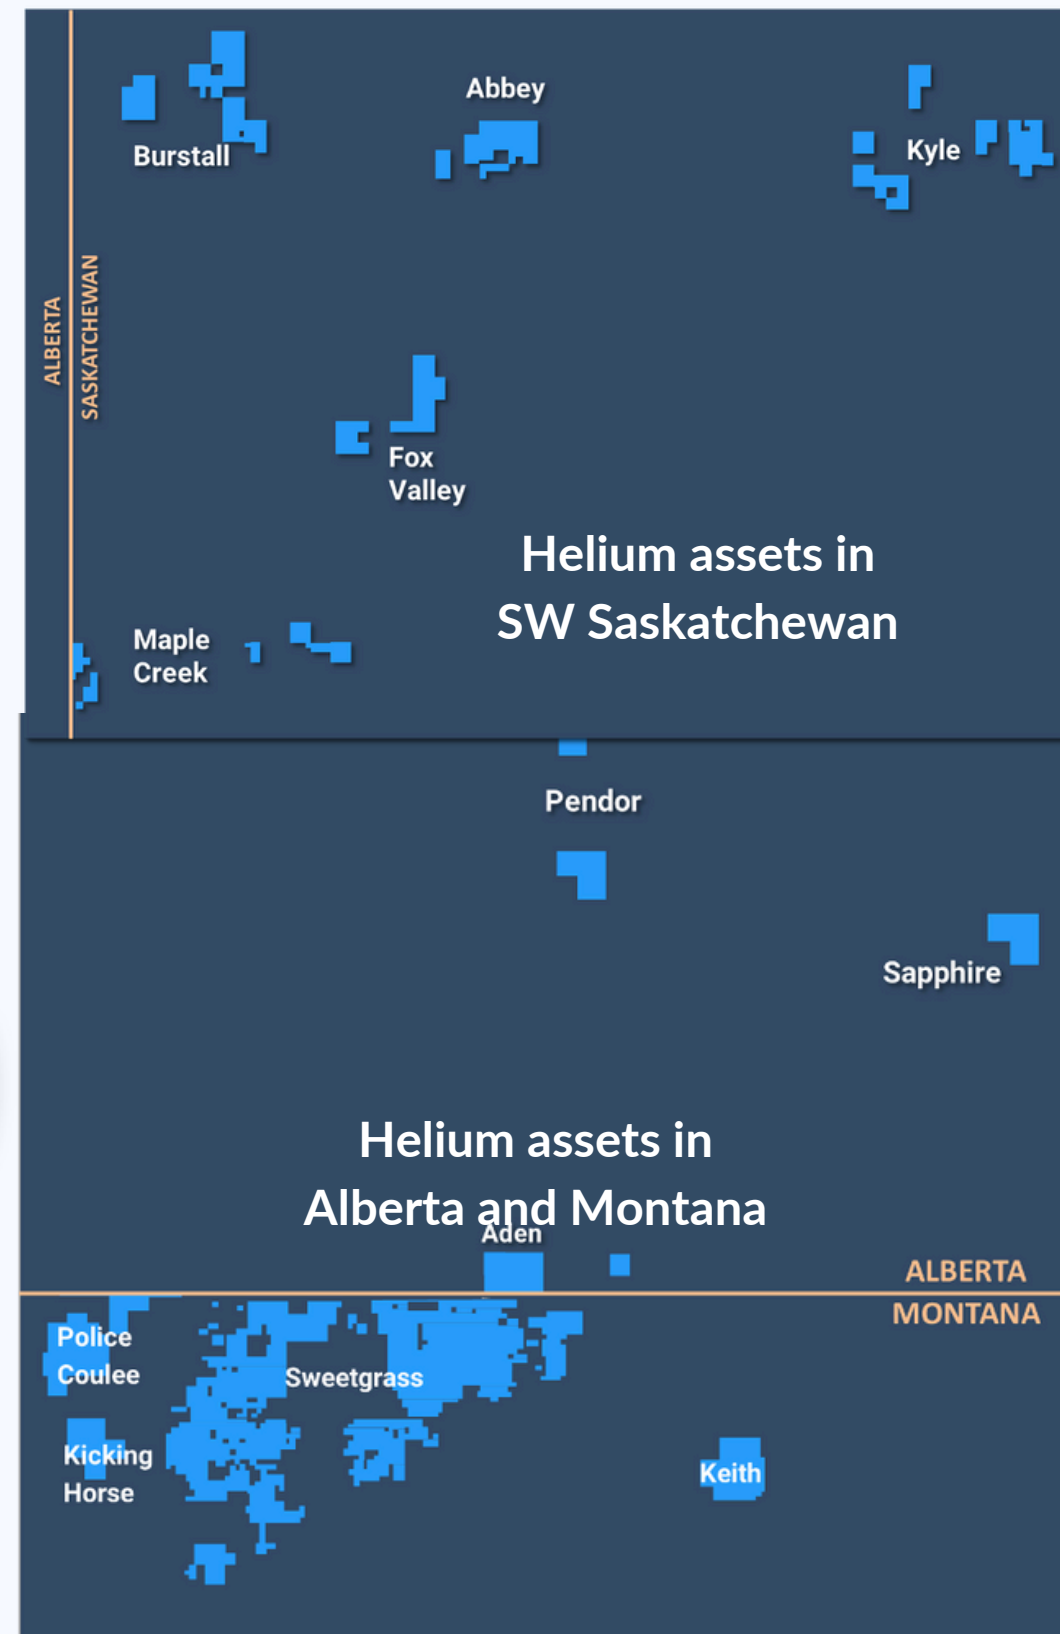 Abbey
Burstall
Kyle
ALBERTA
SASKATCHEWAN
Fox
Valley
Helium assets in
SW Saskatchewan
Maple
Creek
Pendor
Sapphire
Helium assets in
Alberta and Montana
Aden
ALBERTA
MONTANA
Police
Coulee
Sweetgrass
Kicking
Horse
Keith